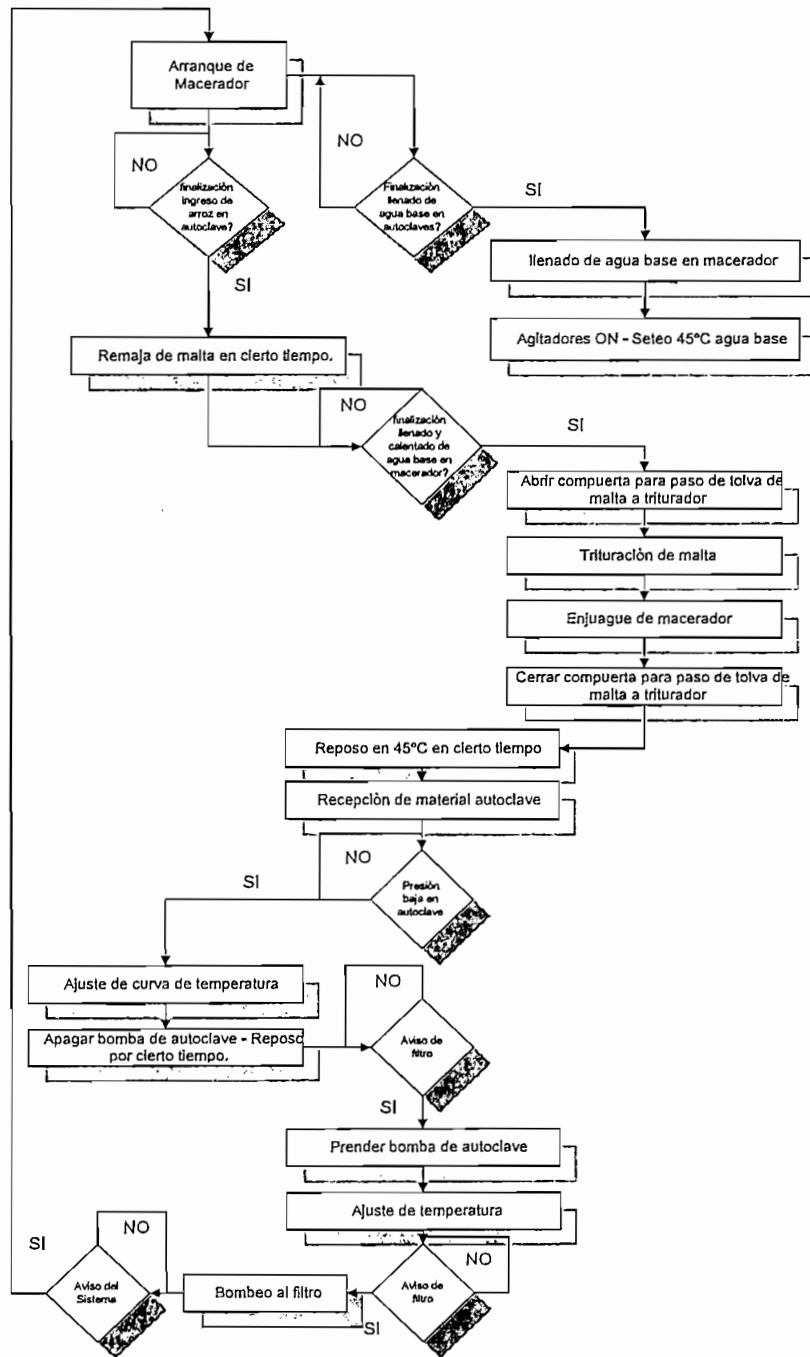 Arranque de
Macerador
NO
finalización
ingreso de
arroz en
autoclave?
SI
NO
Finalización
llenado de
agua base en
autoclaves?
SI
llenado de agua base en macerador
Agitadores ON - Seteo 45ºC agua base
Remaja de malta en cierto tiempo.
NO
finalización
llenado y
calentado de
agua base en
macerador?
SI
Abrir compuerta para paso de tolva de
malta a triturador
Trituración de malta
Enjuague de macerador
Cerrar compuerta para paso de tolva de
malta a triturador
Reposo en 45ºC en cierto tiempo
Recepciòn de material autoclave
NO
SI
Presión
baja en
autoclave
Ajuste de curva de temperatura
Apagar bomba de autoclave - Reposo
por cierto tiempo.
NO
Aviso de
filtro
SI
Prender bomba de autoclave
Ajuste de temperatura
NO
Aviso de
filtro
SI
Bombeo al filtro
NO
Aviso del
Sistema
SI